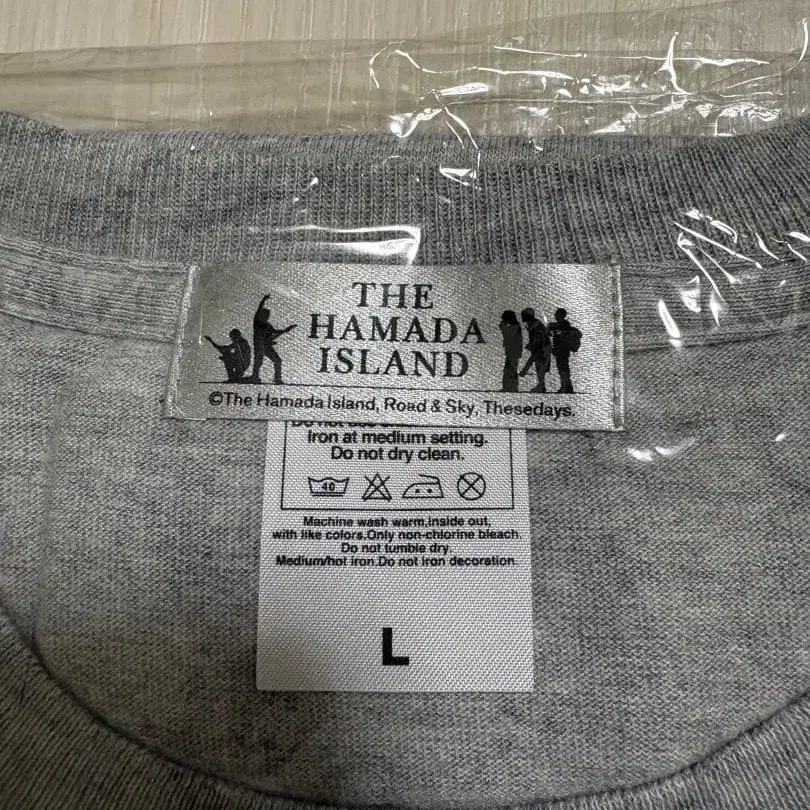 THE
HAMADA
ISLAND
©The Hamada Island, Road & Sky, Thesedays.
Iron at medium setting.
Do not dry clean.
40
Machine wash warm,inside out,
with like colors.Only non-chlorine bleach.
Do not tumble dry.
Medium/hot iron.Do not iron decoration.
L